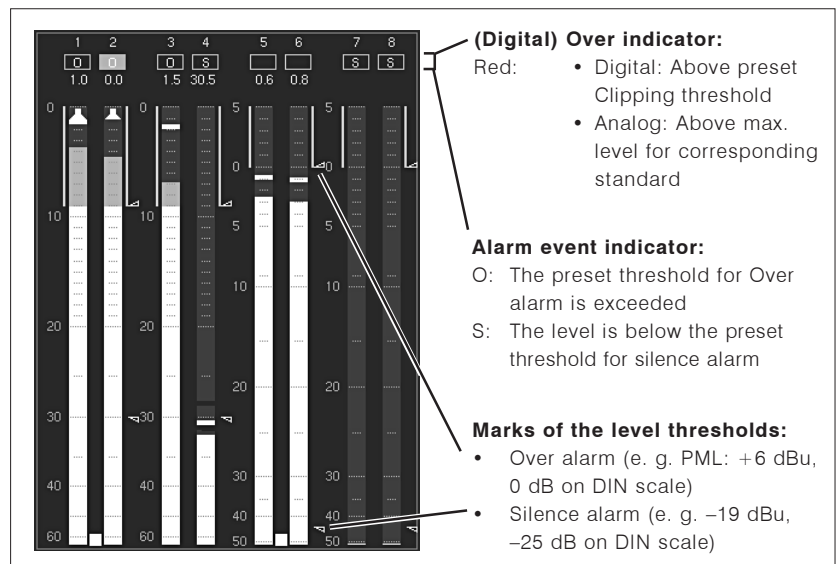 1 2 3 4 5 6 7 8
O O O S S S
1.0 0.0 1.5 30.5 0.6 0.8
0 0 5 5
0 0
10 10 5 5
10 10
20 20
20 20
30 30
30 30
40 40
40 40
60 60 50 50
(Digital) Over indicator:
Red: • Digital: Above preset
Clipping threshold
• Analog: Above max.
level for corresponding
standard
Alarm event indicator:
O: The preset threshold for Over
alarm is exceeded
S: The level is below the preset
threshold for silence alarm
Marks of the level thresholds:
• Over alarm (e. g. PML: +6 dBu,
0 dB on DIN scale)
• Silence alarm (e. g. –19 dBu,
–25 dB on DIN scale)